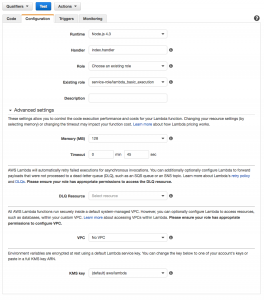 Qualifiers
Test
Actions
Code
Configuration
Triggers
Monitoring
Runtime
Node.js 4.3
Handler
index.handler
Role
Choose an existing role
Existing role
service-role/lambda_basic_execution
Description
Advanced settings
These settings allow you to control the code execution performance and costs for your Lambda function. Changing your resource settings (by
selecting memory) or changing the timeout may impact your function cost. Learn more about how Lambda pricing works.
Memory (MB)
128
Timeout
0
min
sec
AWS Lambda will automatically retry failed executions for asynchronous invocations. You can additionally optionally configure Lambda to forward
payloads that were not processed to a dead-letter queue (DLQ), such as an SQS queue or an SNS topic. Learn more about Lambda's retry policy
and DLQs. Please ensure your role has appropriate permissions to access the DLQ resource.
DLQ Resource
Select resource
All AWS Lambda functions run securely inside a default system-managed VPC. However, you can optionally configure Lambda to access resources,
such as databases, within your custom VPC. Learn more about accessing VPCs within Lambda. Please ensure your role has appropriate
permissions to configure VPC.
VPC
No VPC
Environment variables are encrypted at rest using a default Lambda service key. You can change the key below to one of your account's keys or
paste in a full KMS key ARN.
KMS key
(default) aws/lambda